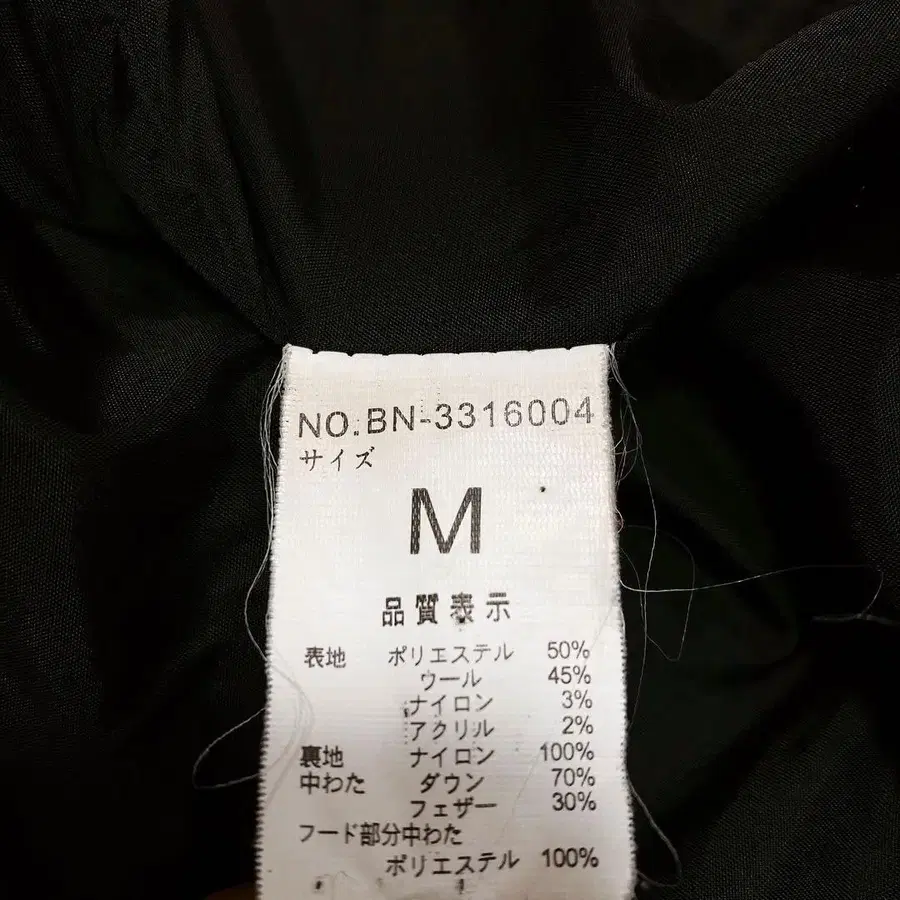 NO.BN-3316004
サイズ
M
品質表示
表地 ポリエステル 50%
ウール 45%
ナイロン 3%
アクリル 2%
裏地 ナイロン 100%
中わた ダウン 70%
フェザー 30%
フード部分中わた
ポリエステル 100%